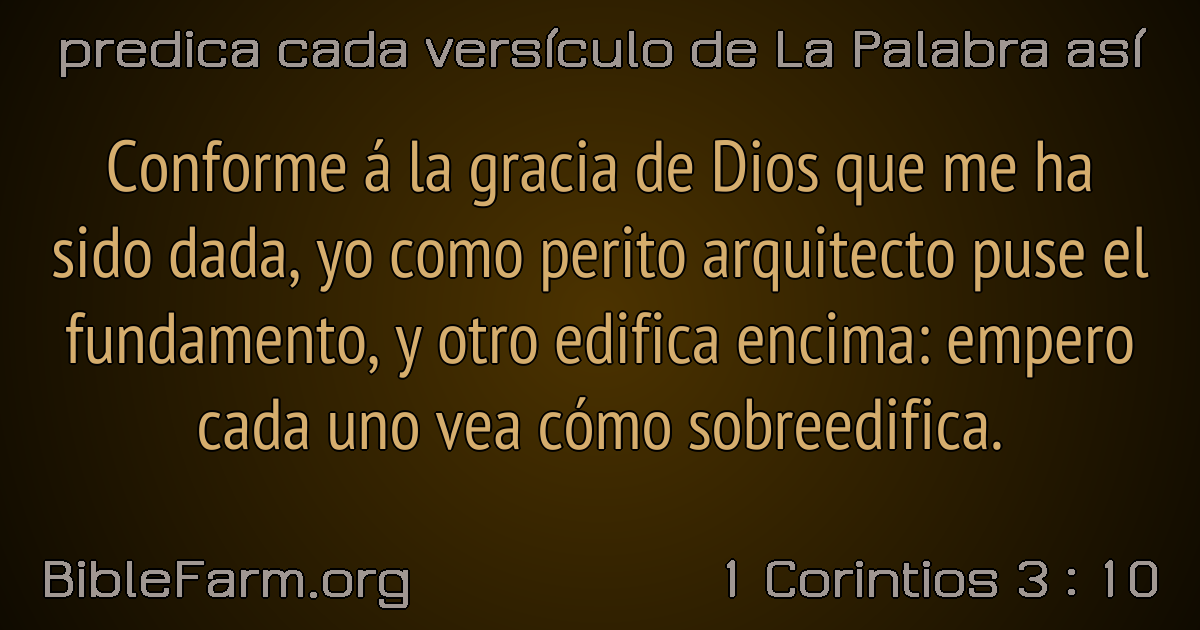 predica cada versículo de La Palabra así
Conforme á la gracia de Dios que me ha
sido dada, yo como perito arquitecto puse el
fundamento, y otro edifica encima: empero
cada uno vea cómo sobreedifica.
BibleFarm.org
1 Corintios 3 : 10